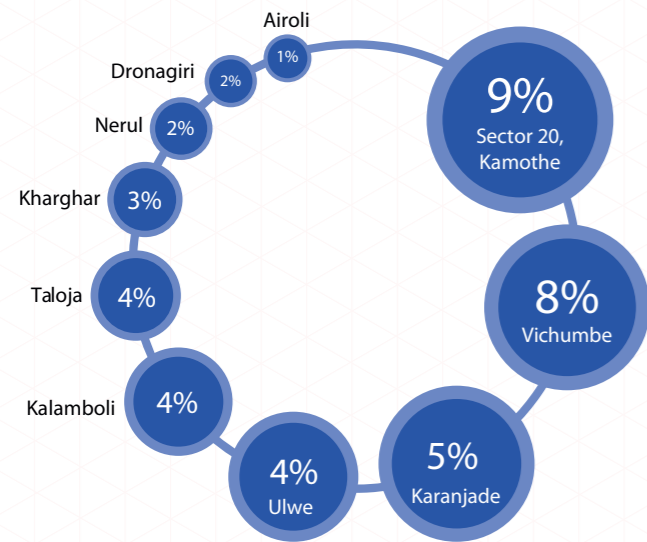 Airoli
1%
Dronagiri
2%
Nerul
2%
Kharghar
3%
Taloja
4%
Kalamboli
4%
4%
Ulwe
5%
Karanjade
8%
Vichumbe
9%
Sector 20,
Kamothe